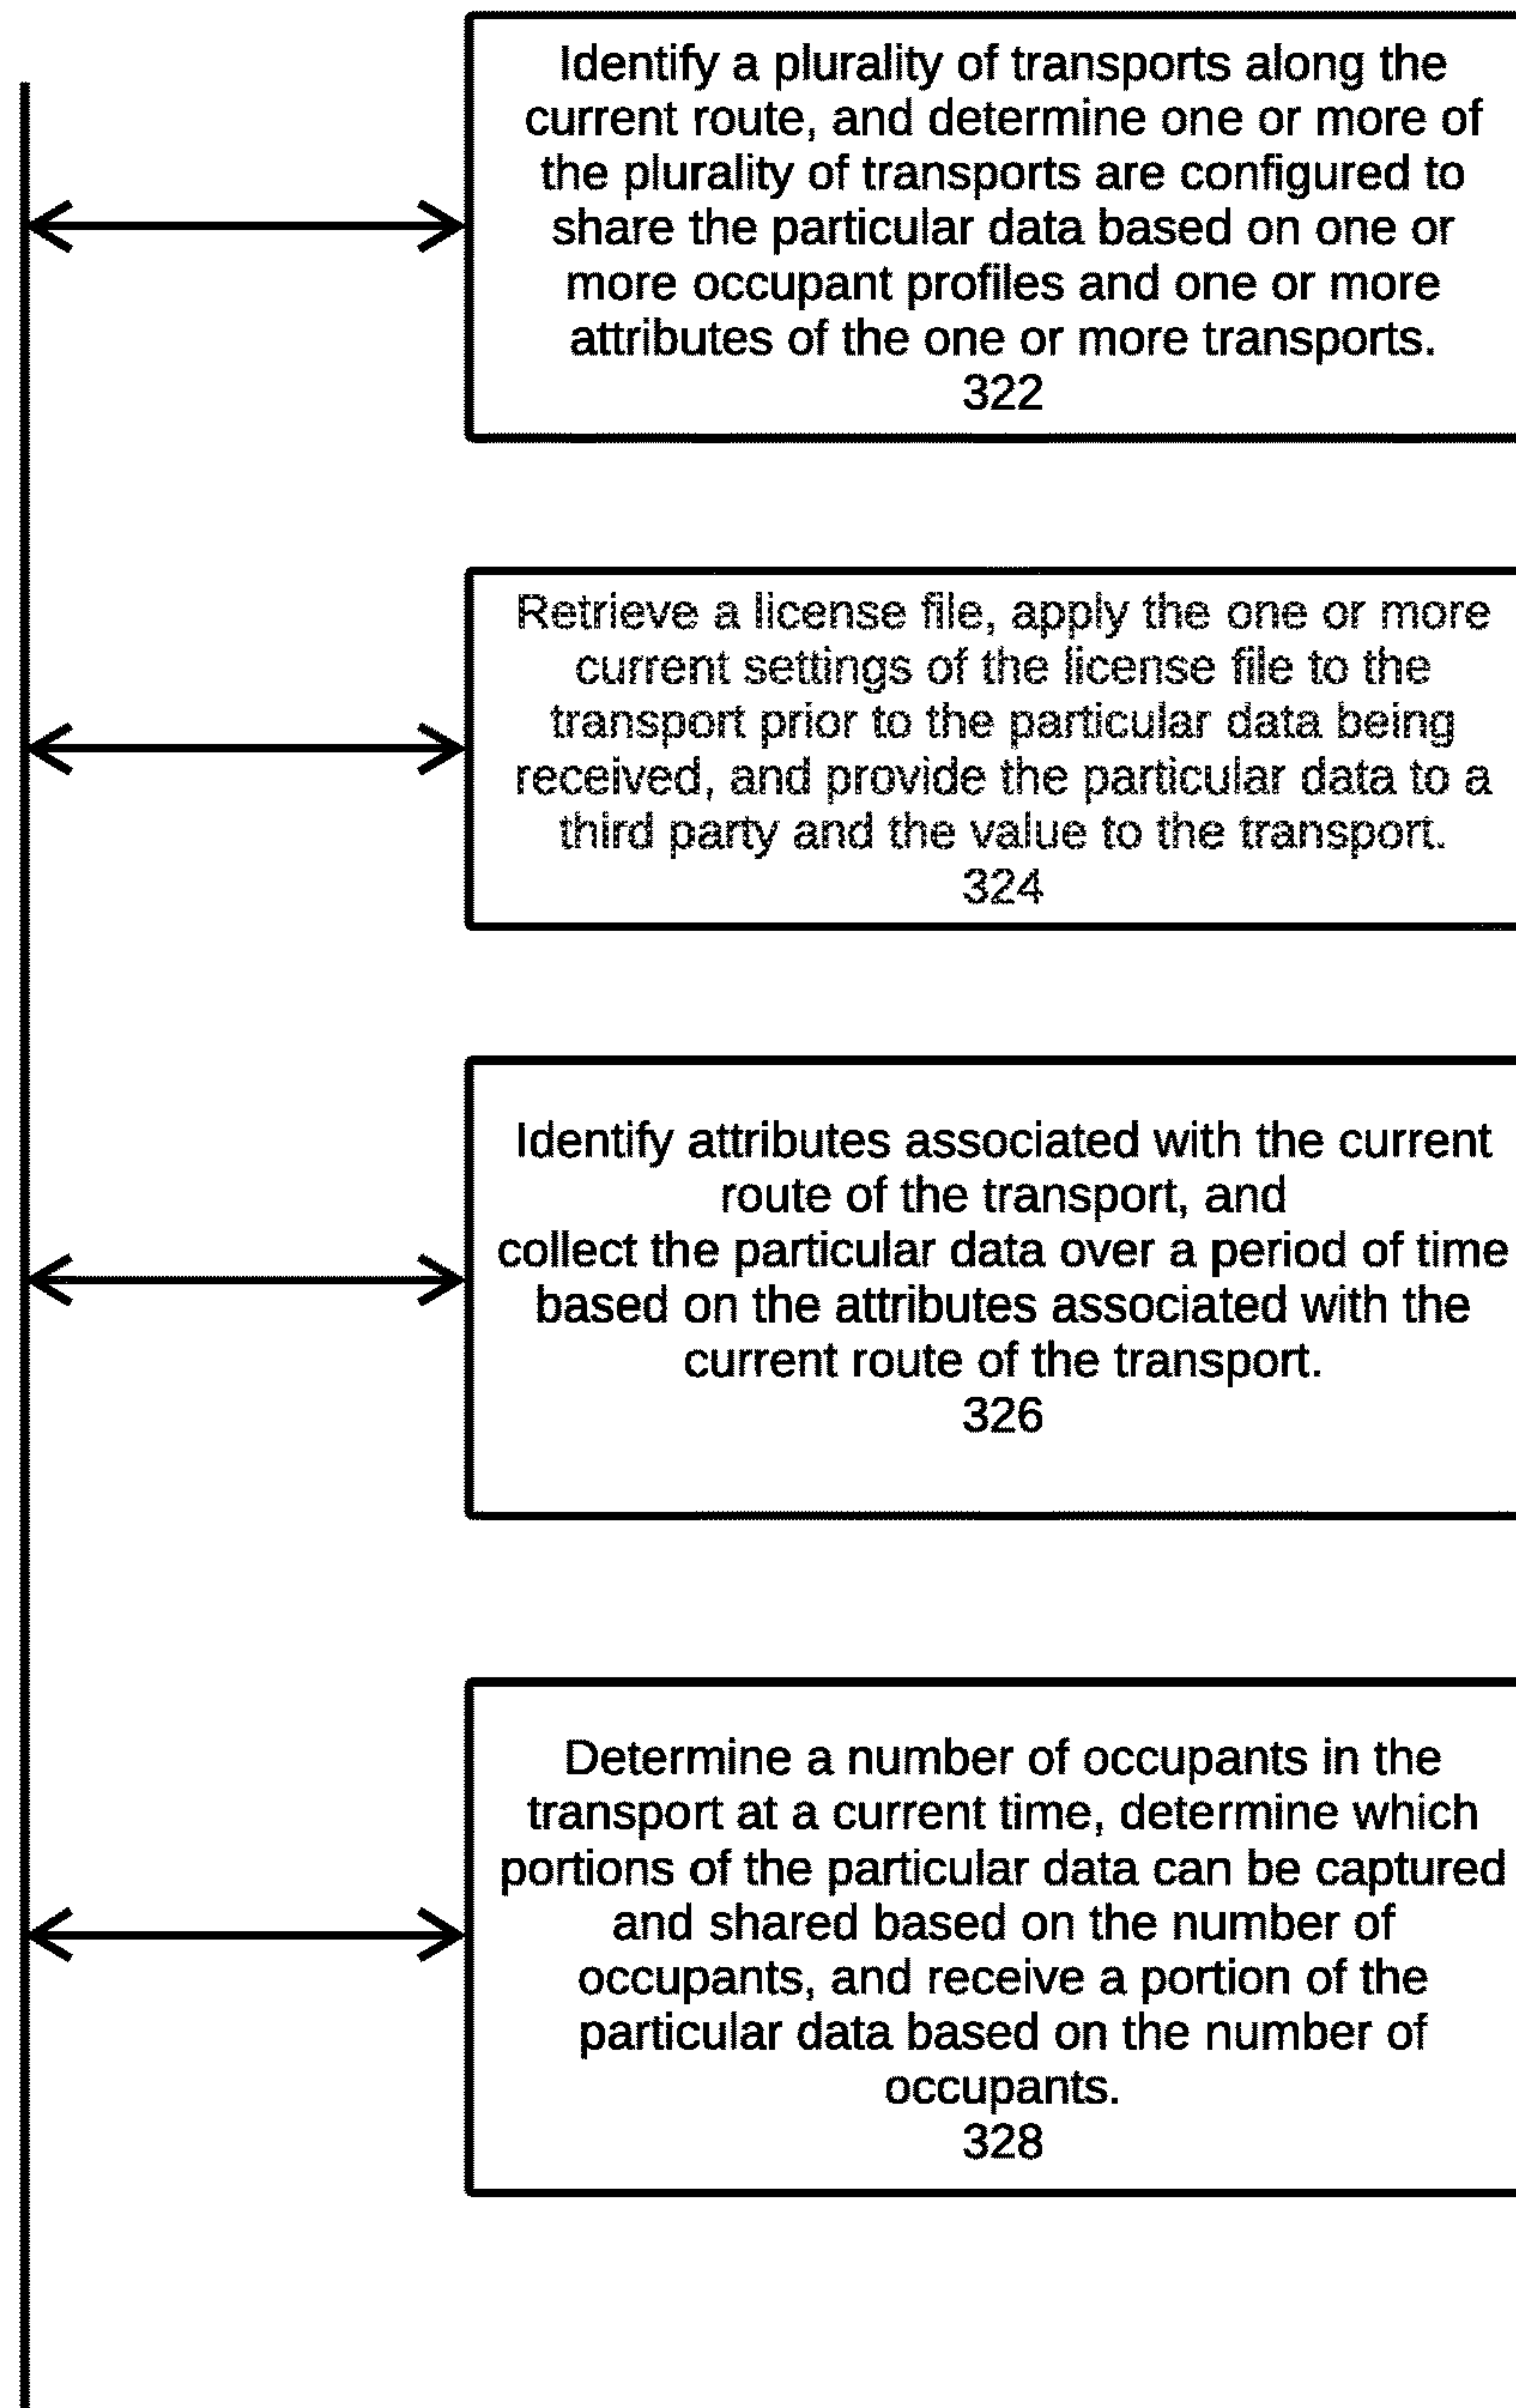 Identify a plurality of transports along the
current route, and determine one or more of
the plurality of transports are configured to
share the particular data based on one or
more occupant profiles and one or more
attributes of the one or more transports.
322
Retrieve a license file, apply the one or more
current settings of the license file to the
transport prior to the particular data being
received, and provide the particular data to a
third party and the value to the transport.
324
Identify attributes associated with the current
route of the transport, and
collect the particular data over a period of time
based on the attributes associated with the
current route of the transport.
326
Determine a number of occupants in the
transport at a current time, determine which
portions of the particular data can be captured
and shared based on the number of
occupants, and receive a portion of the
particular data based on the number of
occupants.
328